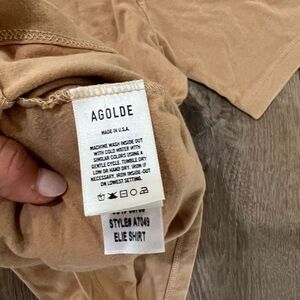 AGOLDE
MADE IN U.S.A.
MACHINE WASH INSIDE OUT
WITH COLD WATER WITH
SIMILAR COLORS USING A
GENTLE CYCLE. TUMBLE DRY
LOW OR HAND DRY. IRON IF
NECESSARY. IRON INSIDE OUT
ON LOWEST SETTING.
STYLE# A7049
ELIE SHIRT